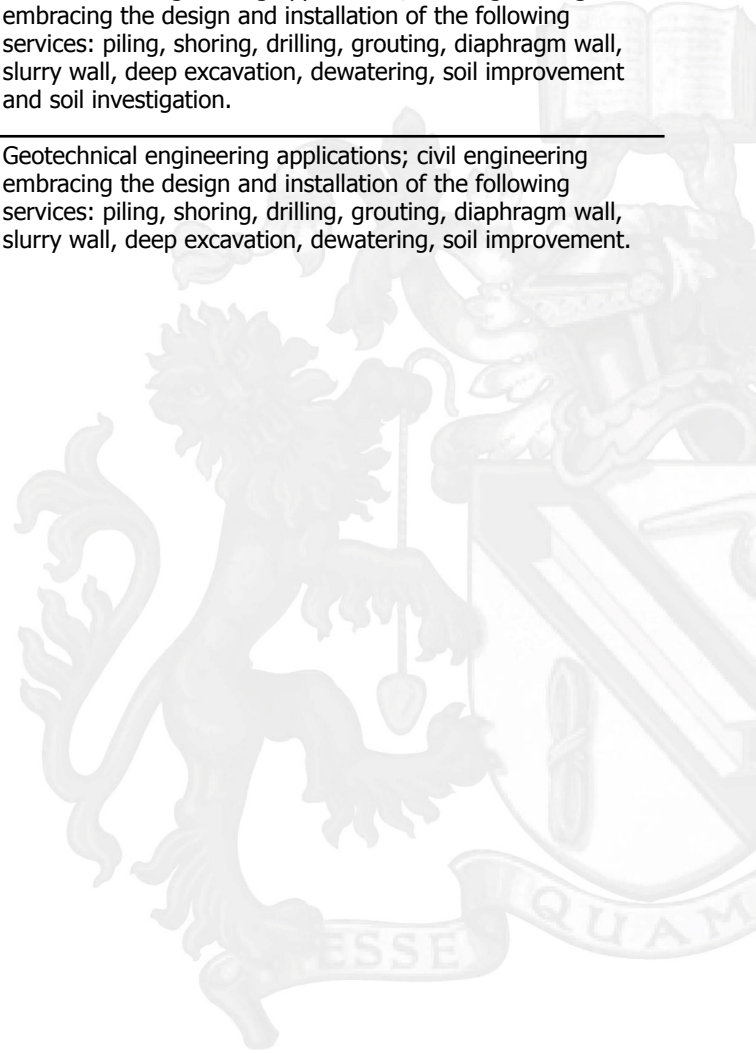 embracing the design and installation of the following
services: piling, shoring, drilling, grouting, diaphragm wall,
slurry wall, deep excavation, dewatering, soil improvement
and soil investigation.
Geotechnical engineering applications; civil engineering
embracing the design and installation of the following
services: piling, shoring, drilling, grouting, diaphragm wall,
slurry wall, deep excavation, dewatering, soil improvement.
ESSE QUAM